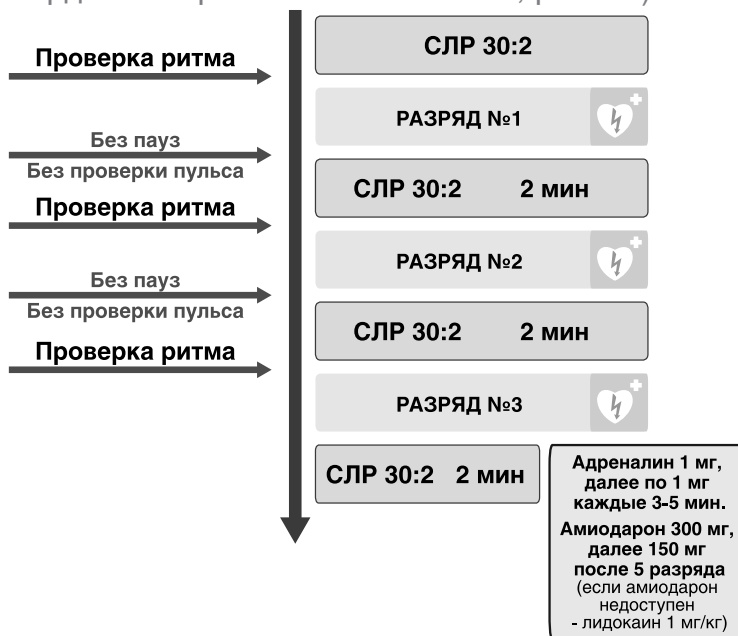 СЛР 30:2
Проверка ритма
РАЗРЯД №1
Без пауз
Без проверки пульса
СЛР 30:2 2 мин
Проверка ритма
РАЗРЯД №2
Без пауз
Без проверки пульса
СЛР 30:2 2 мин
Проверка ритма
РАЗРЯД №3
СЛР 30:2 2 мин
Адреналин 1 мг,
далее по 1 мг
каждые 3-5 мин.
Амиодарон 300 мг,
далее 150 мг
после 5 разряда
(если амиодарон
недоступен
- лидокаин 1 мг/кг)